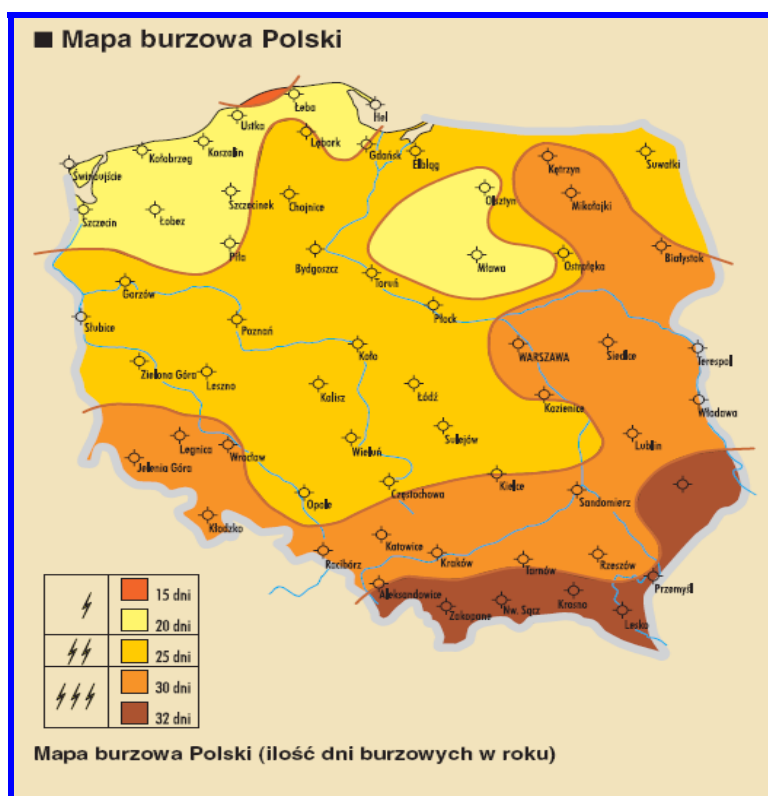 Mapa burzowa Polski
Łeba
Hel
Ustka
Lębork
Gdańsk
Elbląg
Koszalin
Kołobrzeg
Świnoujście
Kętrzyn
Suwałki
Mikołajki
Olsztyn
Szczecinek
Chojnice
Szczecin
Łobez
Piła
Bydgoszcz
Mława
Ostrołęka
Białystok
Toruń
Gorzów
Płock
Słubice
Poznań
Koło
WARSZAWA
Siedlce
Terespol
Zielona Góra
Leszno
Kalisz
Łódź
Kozienice
Włodawa
Sulejów
Legnica
Wrocław
Wieluń
Lublin
Jelenia Góra
Częstochowa
Kielce
Opole
Sandomierz
Kłodzko
Katowice
Racibórz
Kraków
Tarnów
Rzeszów
Przemyśl
Aleksandowice
Zakopane
Nw. Sącz
Krosno
Lesko
15 dni
20 dni
25 dni
30 dni
32 dni
Mapa burzowa Polski (ilość dni burzowych w roku)